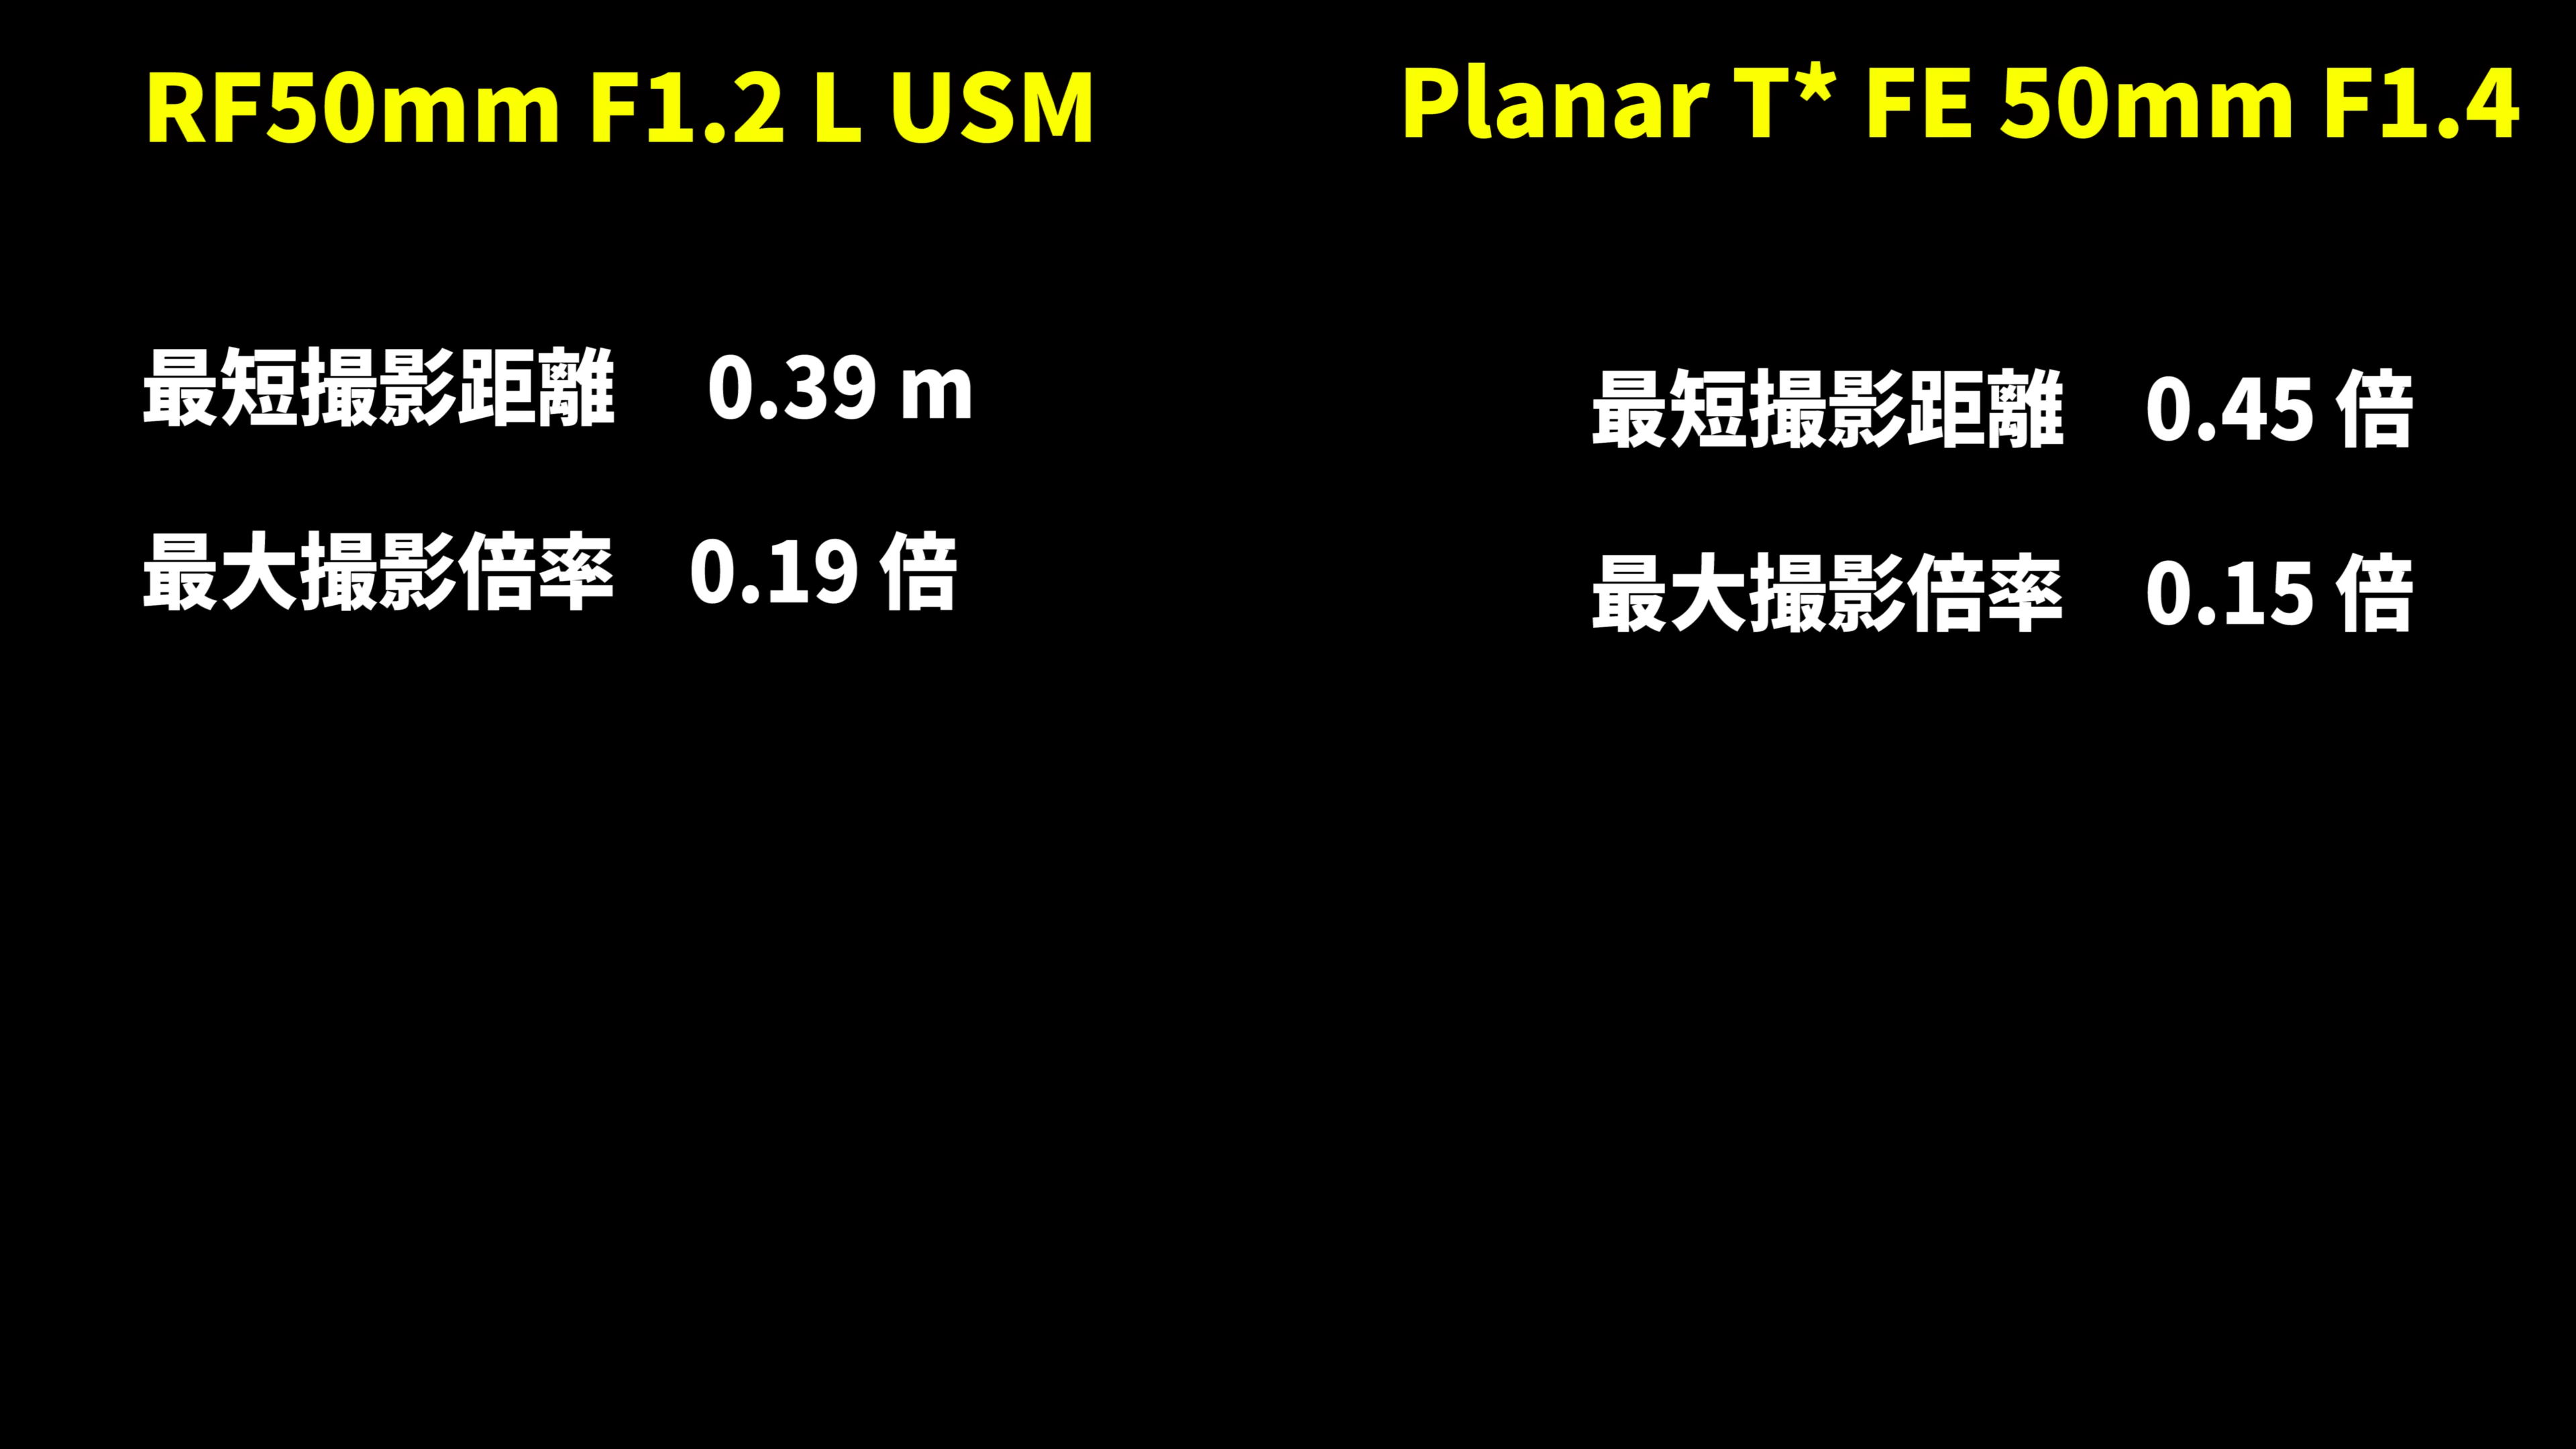 RF50mm F1.2 L USM
最短撮影距離　0.39 m
最大撮影倍率　0.19 倍
Planar T* FE 50mm F1.4
最短撮影距離　0.45 倍
最大撮影倍率　0.15 倍